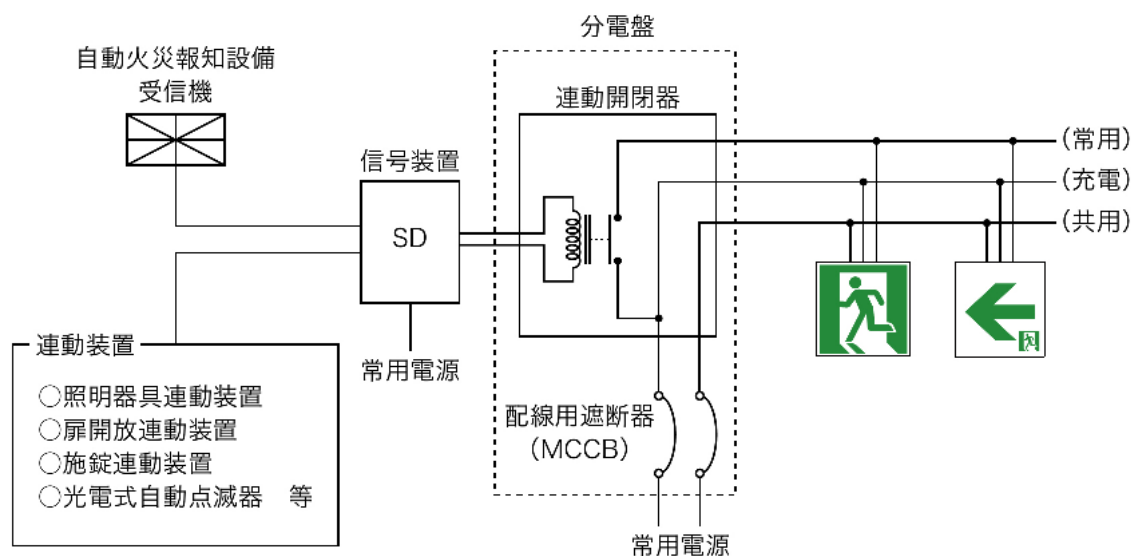 分電盤
自動火災報知設備
受信機
連動開閉器
(常用)
信号装置
(充電)
SD
(共用)
連動装置
常用電源
○照明器具連動装置
○扉開放連動装置
○施錠連動装置
○光電式自動点滅器 等
配線用遮断器
(MCCB)
常用電源